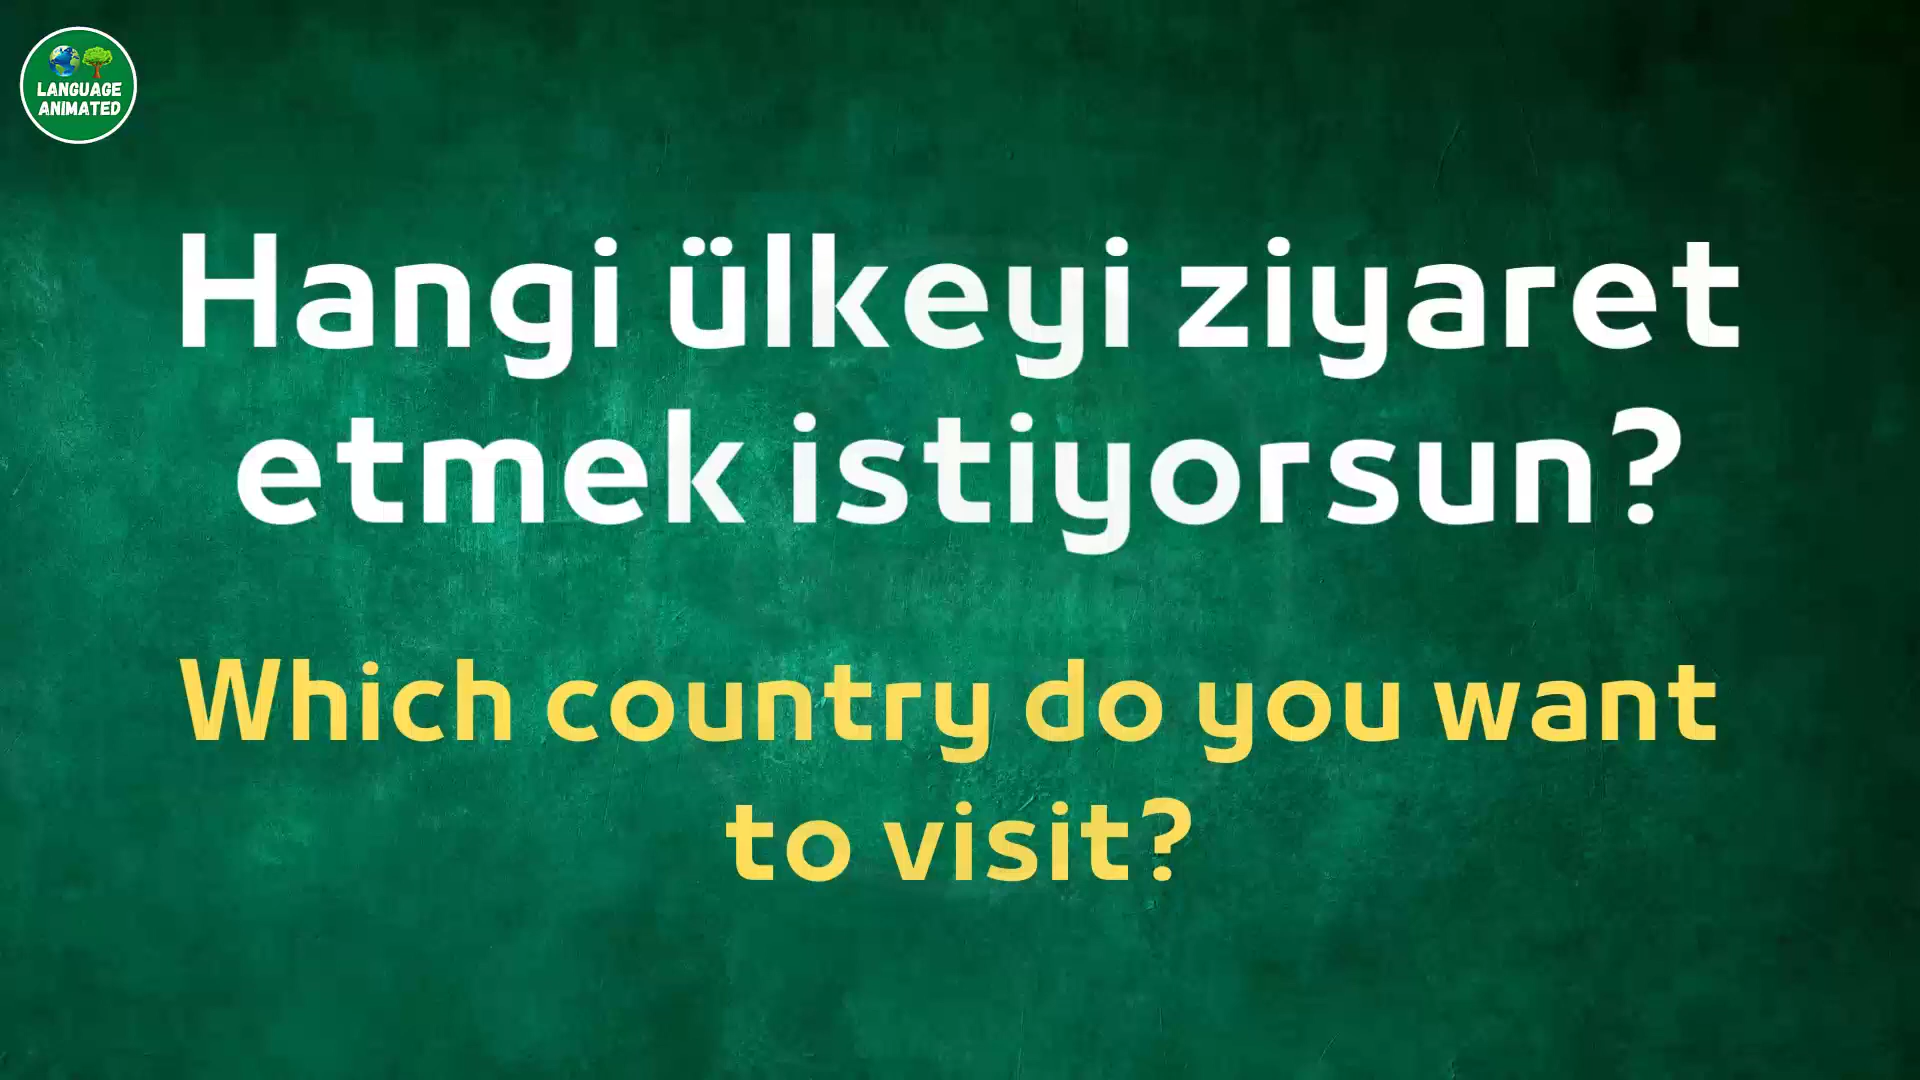 LANGUAGE
ANIMATED
Hangi ülkeyi ziyaret
etmek istiyorsun?
Which country do you want
to visit?